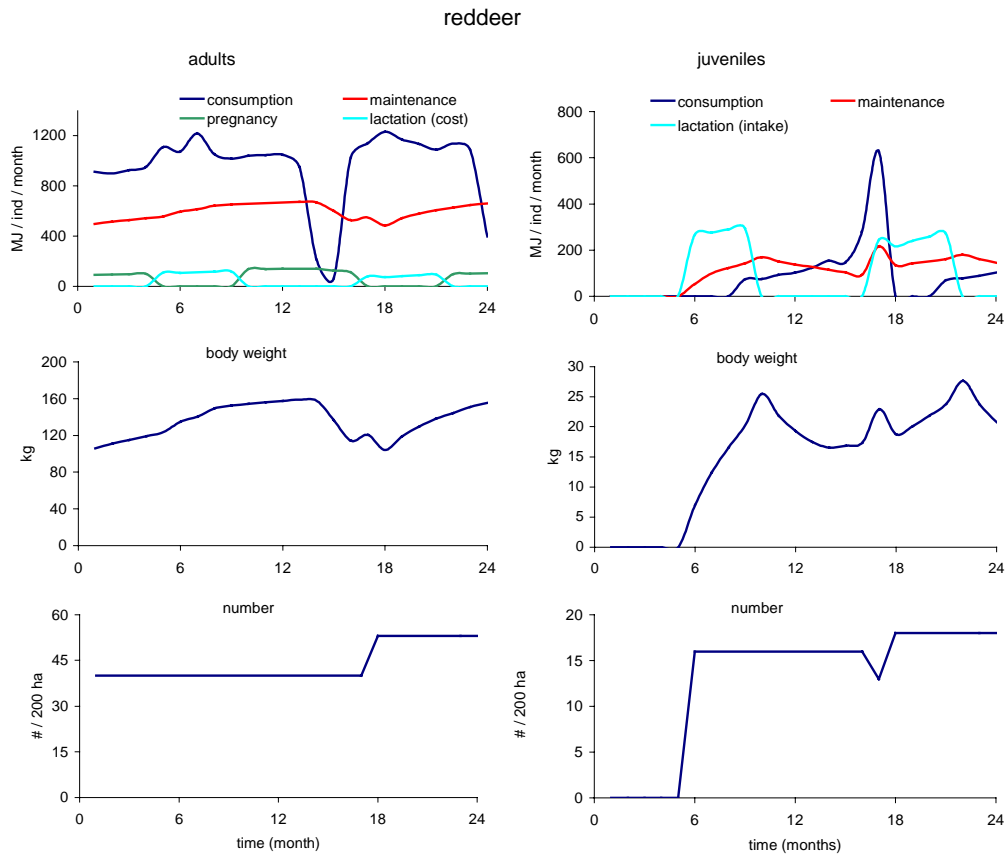 reddeer
adults
consumption
maintenance
pregnancy
lactation (cost)
MJ / ind / month
1200
800
400
0
0
6
12
18
24
juveniles
consumption
maintenance
lactation (intake)
MJ / ind / month
800
600
400
200
0
0
6
12
18
24
body weight
kg
200
160
120
80
40
0
0
6
12
18
24
body weight
kg
30
25
20
15
10
5
0
0
6
12
18
24
number
# / 200 ha
60
45
30
15
0
0
6
12
18
24
time (month)
number
# / 200 ha
20
15
10
5
0
0
6
12
18
24
time (months)